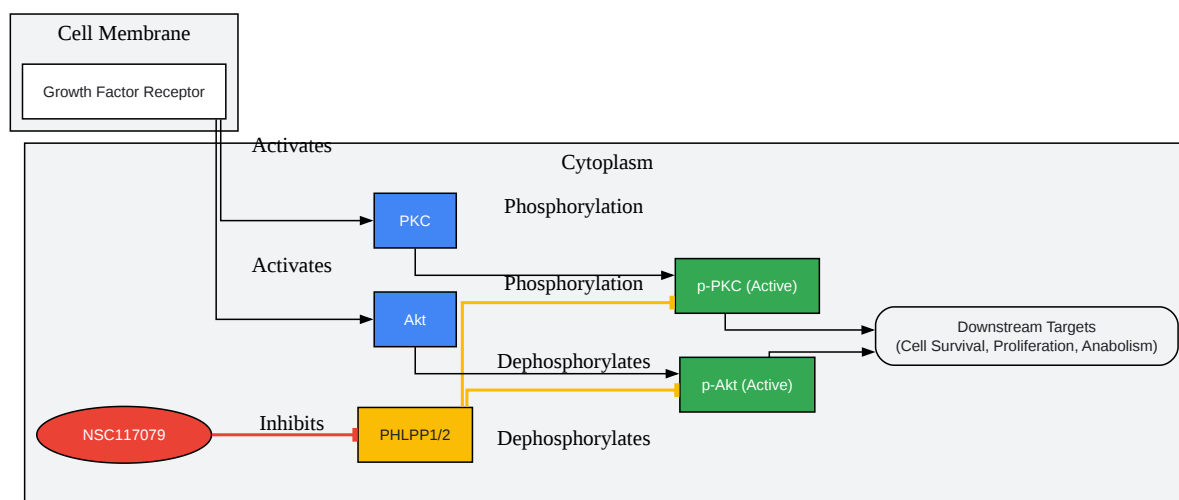 Cell Membrane
Growth Factor Receptor
Activates
Cytoplasm
PKC
Phosphorylation
Activates
Phosphorylation
p-PKC (Active)
Akt
Downstream Targets
(Cell Survival, Proliferation, Anabolism)
Dephosphorylates
p-Akt (Active)
NSC117079
Inhibits
PHLPP1/2
Dephosphorylates